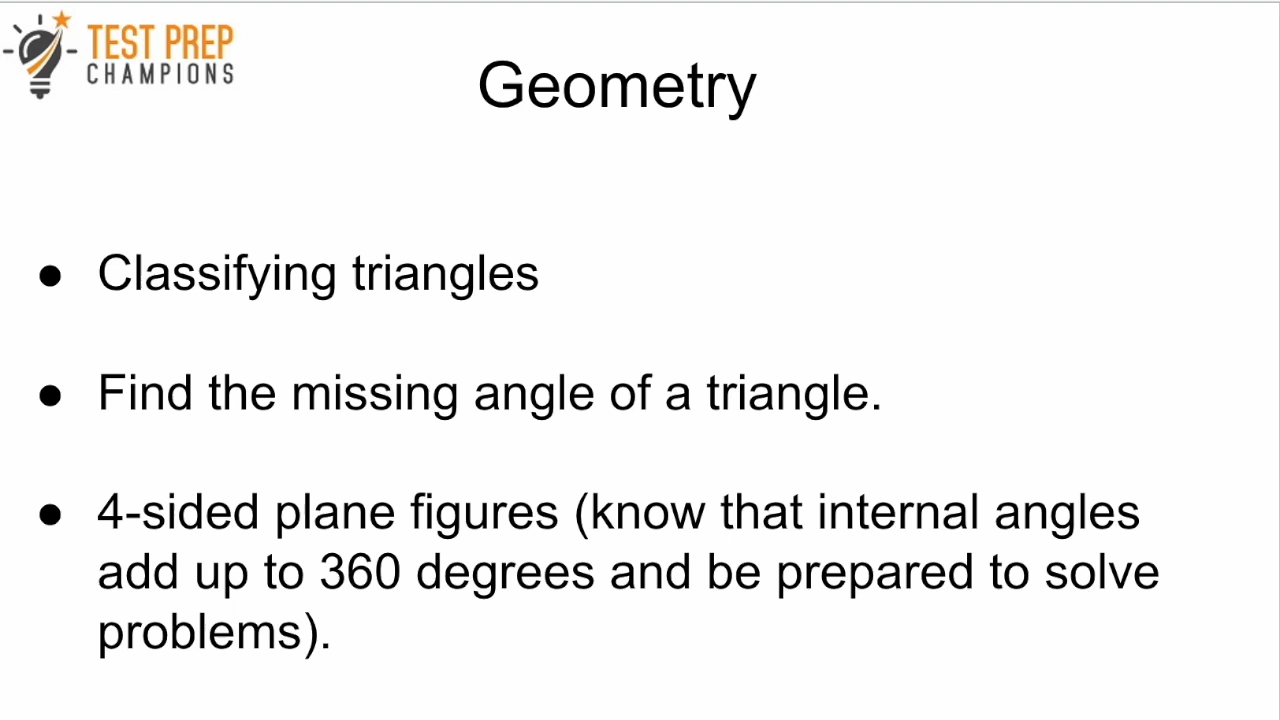 TEST PREP
CHAMPIONS
Geometry
● Classifying triangles
● Find the missing angle of a triangle.
● 4-sided plane figures (know that internal angles
add up to 360 degrees and be prepared to solve
problems).